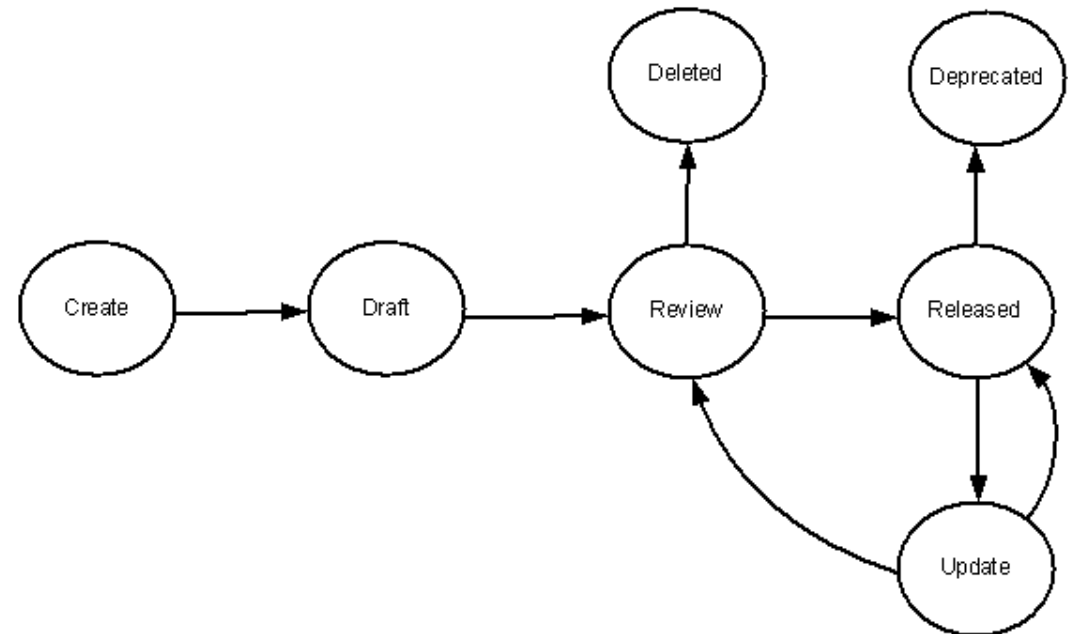 Deleted
Deprecated
Create
Draft
Review
Released
Update